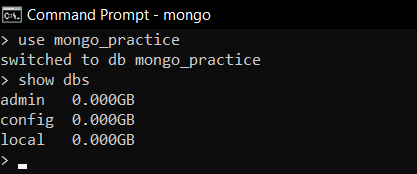 C:\. Command Prompt - mongo
> use mongo_practice
switched to db mongo_practice
> show dbs
admin   0.000GB
config  0.000GB
local   0.000GB
>